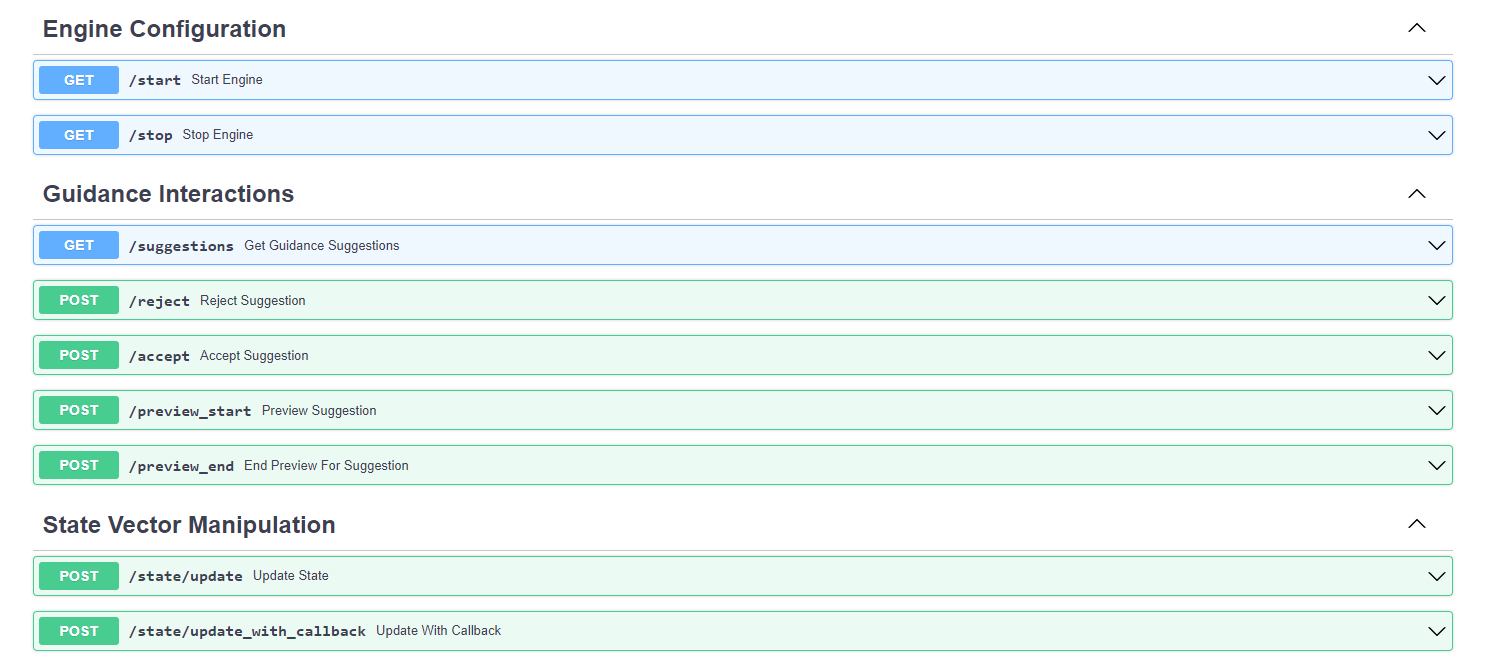 Engine Configuration
GET /start Start Engine
GET /stop Stop Engine
Guidance Interactions
GET /suggestions Get Guidance Suggestions
POST /reject Reject Suggestion
POST /accept Accept Suggestion
POST /preview_start Preview Suggestion
POST /preview_end End Preview For Suggestion
State Vector Manipulation
POST /state/update Update State
POST /state/update_with_callback Update With Callback